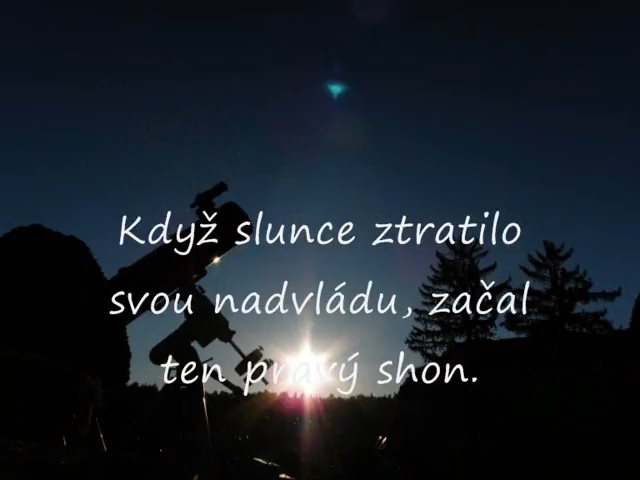 Když slunce ztratilo
svou nadvládu, začal
ten pravý shon.